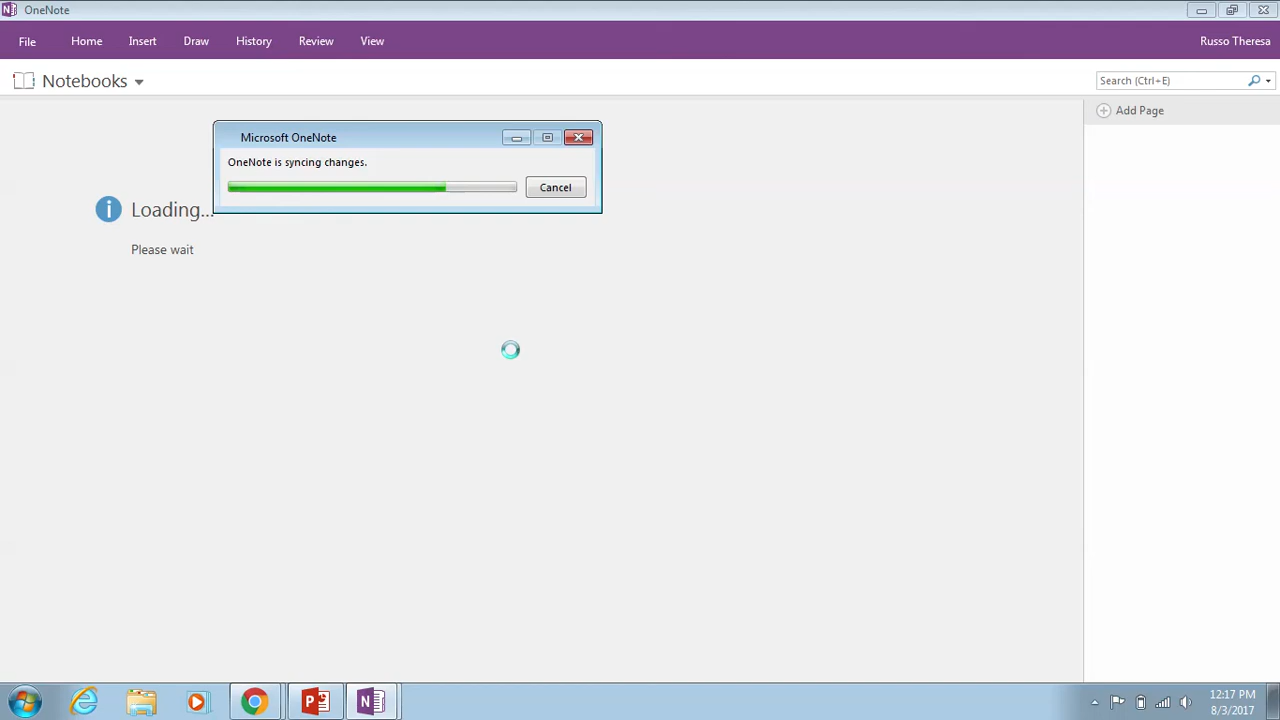 OneNote
File Home Insert Draw History Review View Russo Theresa
Notebooks Search (Ctrl+E)
Add Page
Microsoft OneNote
OneNote is syncing changes.
Cancel
Loading...
Please wait
12:17 PM
8/3/2017